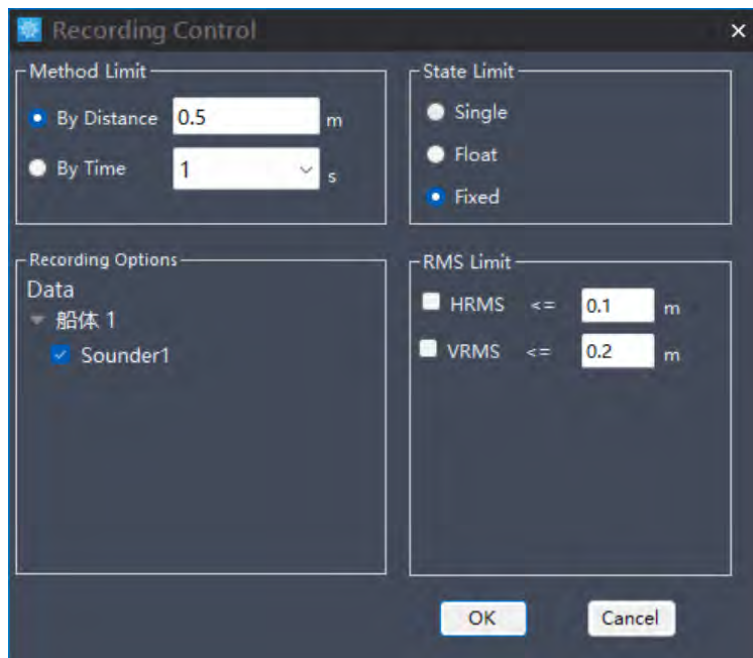 Recording Control
Method Limit
By Distance 0.5 m
By Time 1 s
State Limit
Single
Float
Fixed
Recording Options
Data
船体 1
Sounder1
RMS Limit
HRMS <= 0.1 m
VRMS <= 0.2 m
OK Cancel